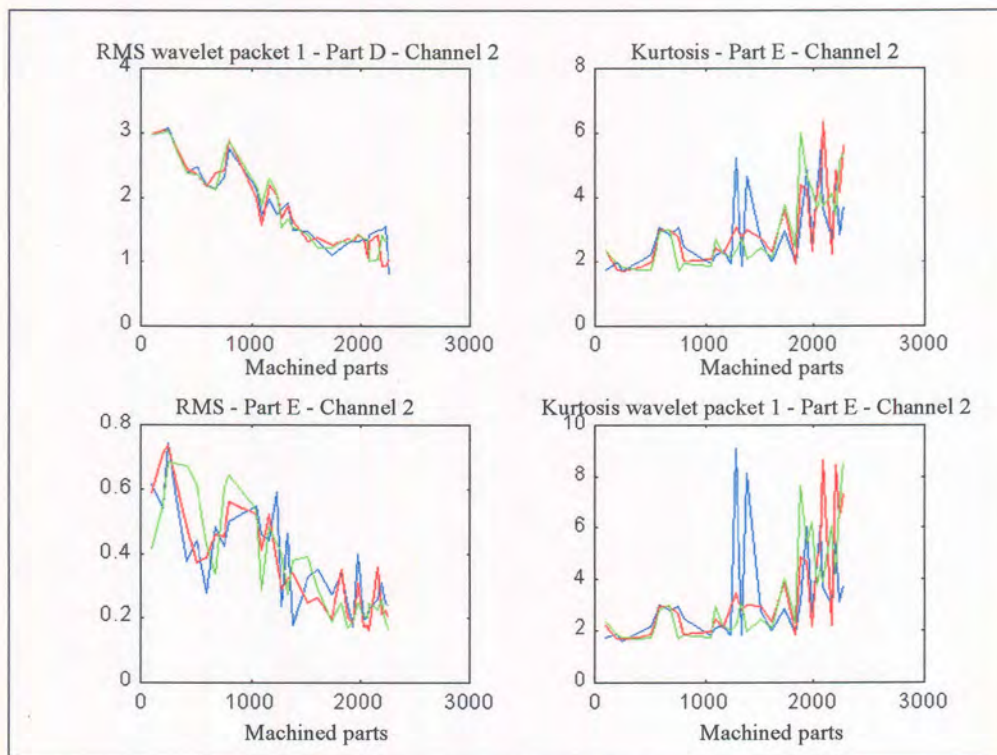 RMS wavelet packet 1 - Part D - Channel 2
4
3
2
1
0
0 1000 2000 3000
Machined parts
Kurtosis - Part E - Channel 2
8
6
4
2
0
0 1000 2000 3000
Machined parts
RMS - Part E - Channel 2
0.8
0.6
0.4
0.2
0
0 1000 2000 3000
Machined parts
Kurtosis wavelet packet 1 - Part E - Channel 2
10
8
6
4
2
0
0 1000 2000 3000
Machined parts